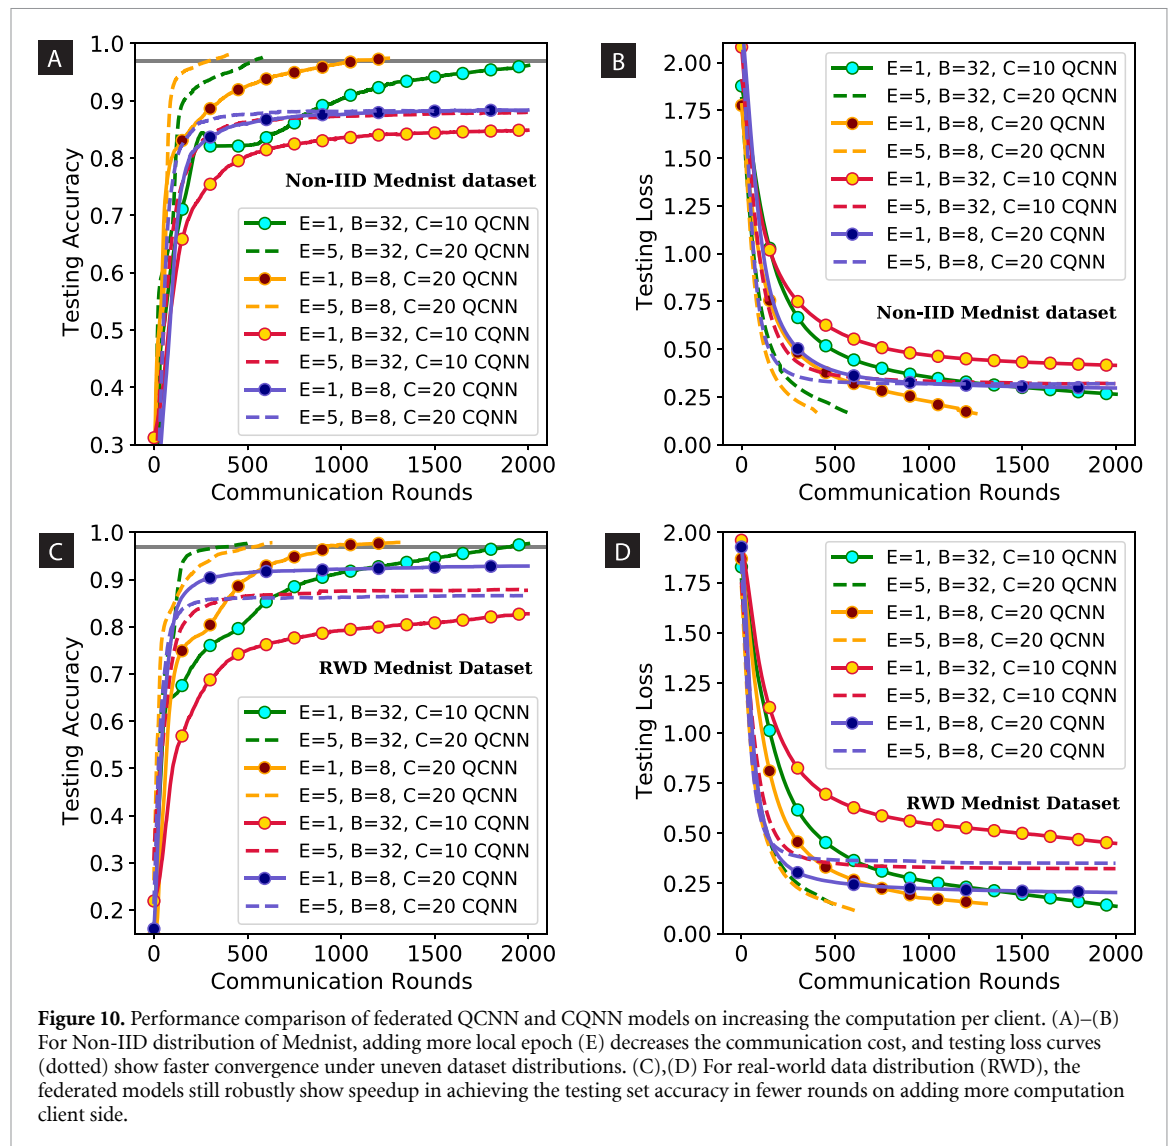 A
1.0
0.9
0.8
0.7
0.6
0.5
0.4
0.3
Testing Accuracy
Non-IID Mednist dataset
E=1, B=32, C=10 QCNN
E=5, B=32, C=20 QCNN
E=1, B=8, C=20 QCNN
E=5, B=8, C=20 QCNN
E=1, B=32, C=10 CQNN
E=5, B=32, C=10 CQNN
E=1, B=8, C=20 CQNN
E=5, B=8, C=20 CQNN
0 500 1000 1500 2000
Communication Rounds
B
2.00
1.75
1.50
1.25
1.00
0.75
0.50
0.25
0.00
Testing Loss
E=1, B=32, C=10 QCNN
E=5, B=32, C=20 QCNN
E=1, B=8, C=20 QCNN
E=5, B=8, C=20 QCNN
E=1, B=32, C=10 CQNN
E=5, B=32, C=10 CQNN
E=1, B=8, C=20 CQNN
E=5, B=8, C=20 CQNN
Non-IID Mednist dataset
0 500 1000 1500 2000
Communication Rounds
C
1.0
0.9
0.8
0.7
0.6
0.5
0.4
0.3
0.2
Testing Accuracy
RWD Mednist Dataset
E=1, B=32, C=10 QCNN
E=5, B=32, C=20 QCNN
E=1, B=8, C=20 QCNN
E=5, B=8, C=20 QCNN
E=1, B=32, C=10 CQNN
E=5, B=32, C=10 CQNN
E=1, B=8, C=20 CQNN
E=5, B=8, C=20 CQNN
0 500 1000 1500 2000
Communication Rounds
D
2.00
1.75
1.50
1.25
1.00
0.75
0.50
0.25
0.00
Testing Loss
E=1, B=32, C=10 QCNN
E=5, B=32, C=20 QCNN
E=1, B=8, C=20 QCNN
E=5, B=8, C=20 QCNN
E=1, B=32, C=10 CQNN
E=5, B=32, C=10 CQNN
E=1, B=8, C=20 CQNN
E=5, B=8, C=20 CQNN
RWD Mednist Dataset
0 500 1000 1500 2000
Communication Rounds
Figure 10. Performance comparison of federated QCNN and CQNN models on increasing the computation per client. (A)–(B)
For Non-IID distribution of Mednist, adding more local epoch (E) decreases the communication cost, and testing loss curves
(dotted) show faster convergence under uneven dataset distributions. (C),(D) For real-world data distribution (RWD), the
federated models still robustly show speedup in achieving the testing set accuracy in fewer rounds on adding more computation
client side.